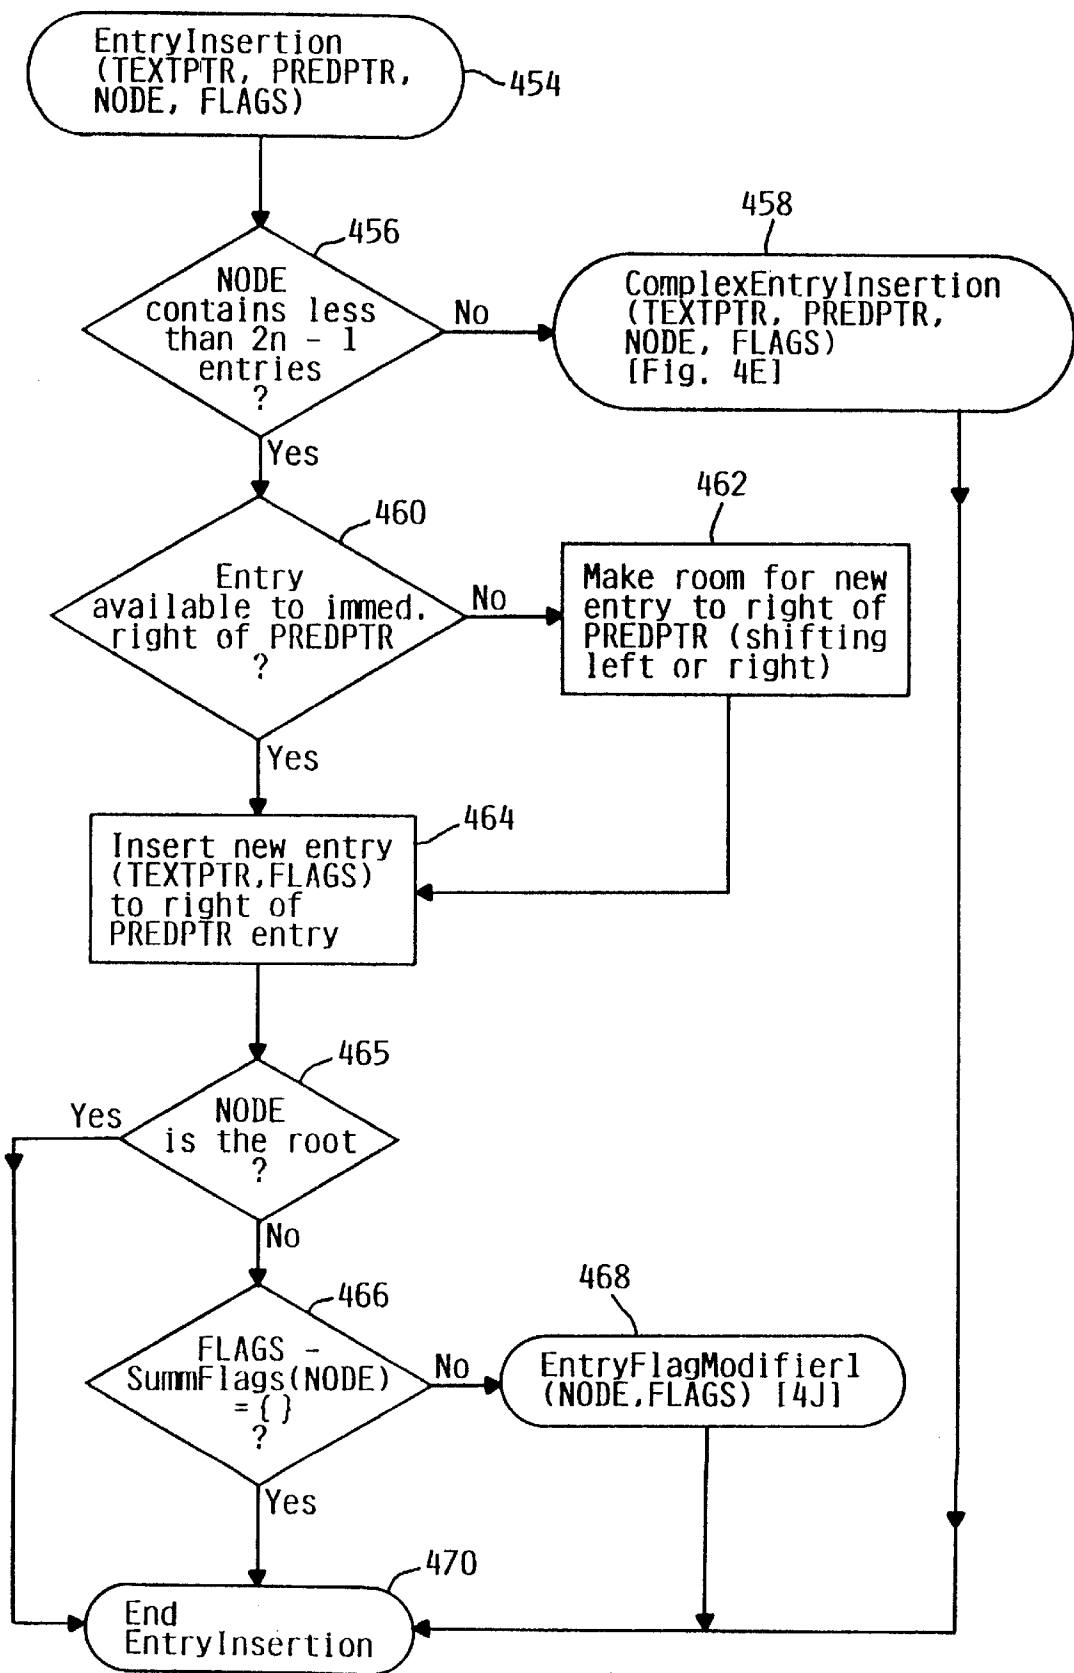 EntryInsertion
(TEXTPTR, PREDPTR,
NODE, FLAGS)
454
456
NODE
contains less
than 2n - 1
entries
?
No
Yes
458
ComplexEntryInsertion
(TEXTPTR, PREDPTR,
NODE, FLAGS)
[Fig. 4E]
460
Entry
available to immed.
right of PREDPTR
?
No
Yes
462
Make room for new
entry to right of
PREDPTR (shifting
left or right)
464
Insert new entry
(TEXTPTR,FLAGS)
to right of
PREDPTR entry
465
NODE
is the root
?
Yes
No
466
FLAGS -
SummFlags(NODE)
={}
?
No
Yes
468
EntryFlagModifier1
(NODE,FLAGS) [4J]
470
End
EntryInsertion